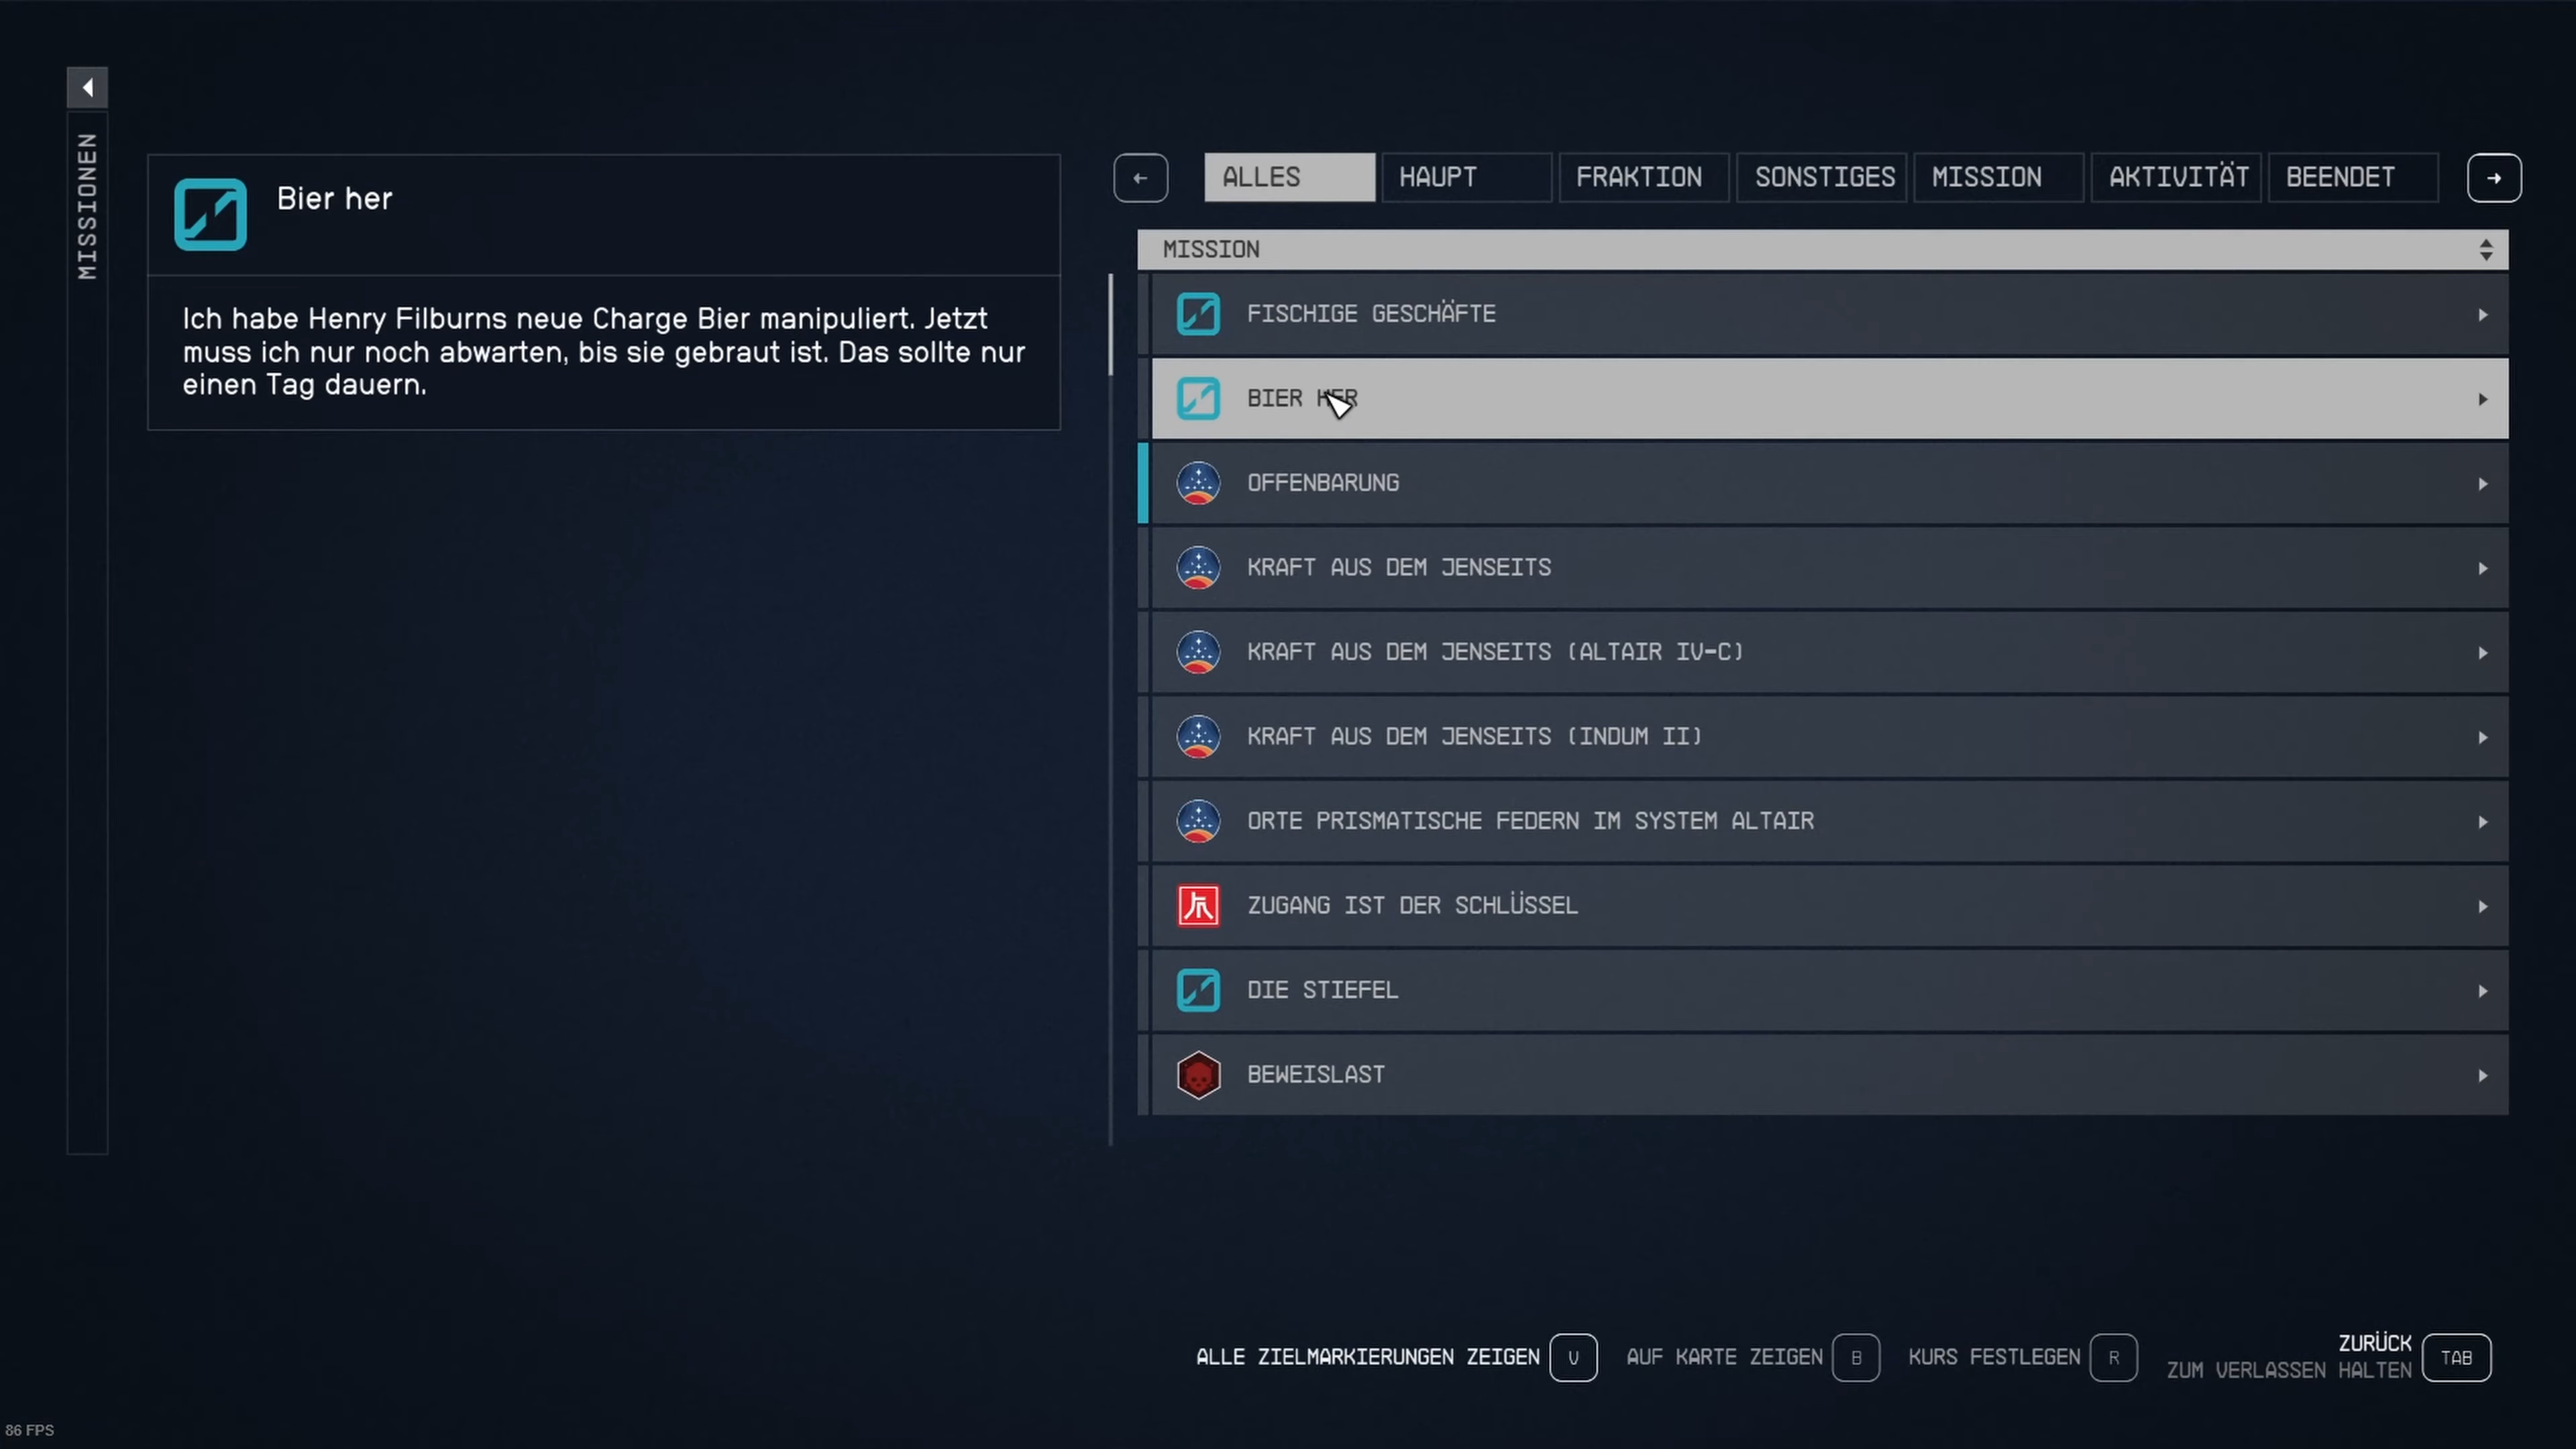 MISSIONEN
Bier her
Ich habe Henry Filburns neue Charge Bier manipuliert. Jetzt
muss ich nur noch abwarten, bis sie gebraut ist. Das sollte nur
einen Tag dauern.
ALLES HAUPT FRAKTION SONSTIGES MISSION AKTIVITÄT BEENDET
MISSION
FISCHIGE GESCHÄFTE
BIER HER
OFFENBARUNG
KRAFT AUS DEM JENSEITS
KRAFT AUS DEM JENSEITS (ALTAIR IV-C)
KRAFT AUS DEM JENSEITS (INDUM II)
ORTE PRISMATISCHE FEDERN IM SYSTEM ALTAIR
ZUGANG IST DER SCHLÜSSEL
DIE STIEFEL
BEWEISLAST
ALLE ZIELMARKIERUNGEN ZEIGEN V AUF KARTE ZEIGEN B KURS FESTLEGEN R ZURÜCK TAB
ZUM VERLASSEN HALTEN
86 FPS